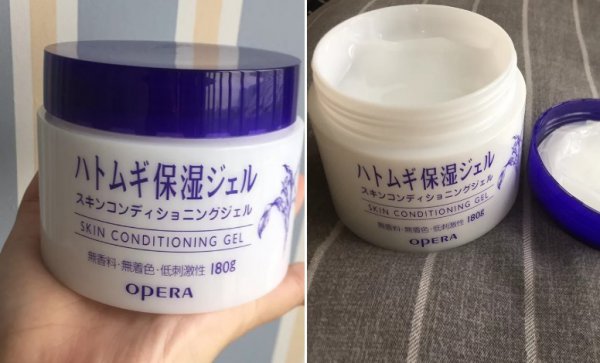 ハトムギ保湿ジェル
スキンコンディショニングジェル
SKIN CONDITIONING GEL
無香料・無着色・低刺激性 180g
OPERA
ハトムギ保湿ジェル
スキンコンディショニングジェル
SKIN CONDITIONING GEL
無香料・無着色・低刺激性 180g
OPERA